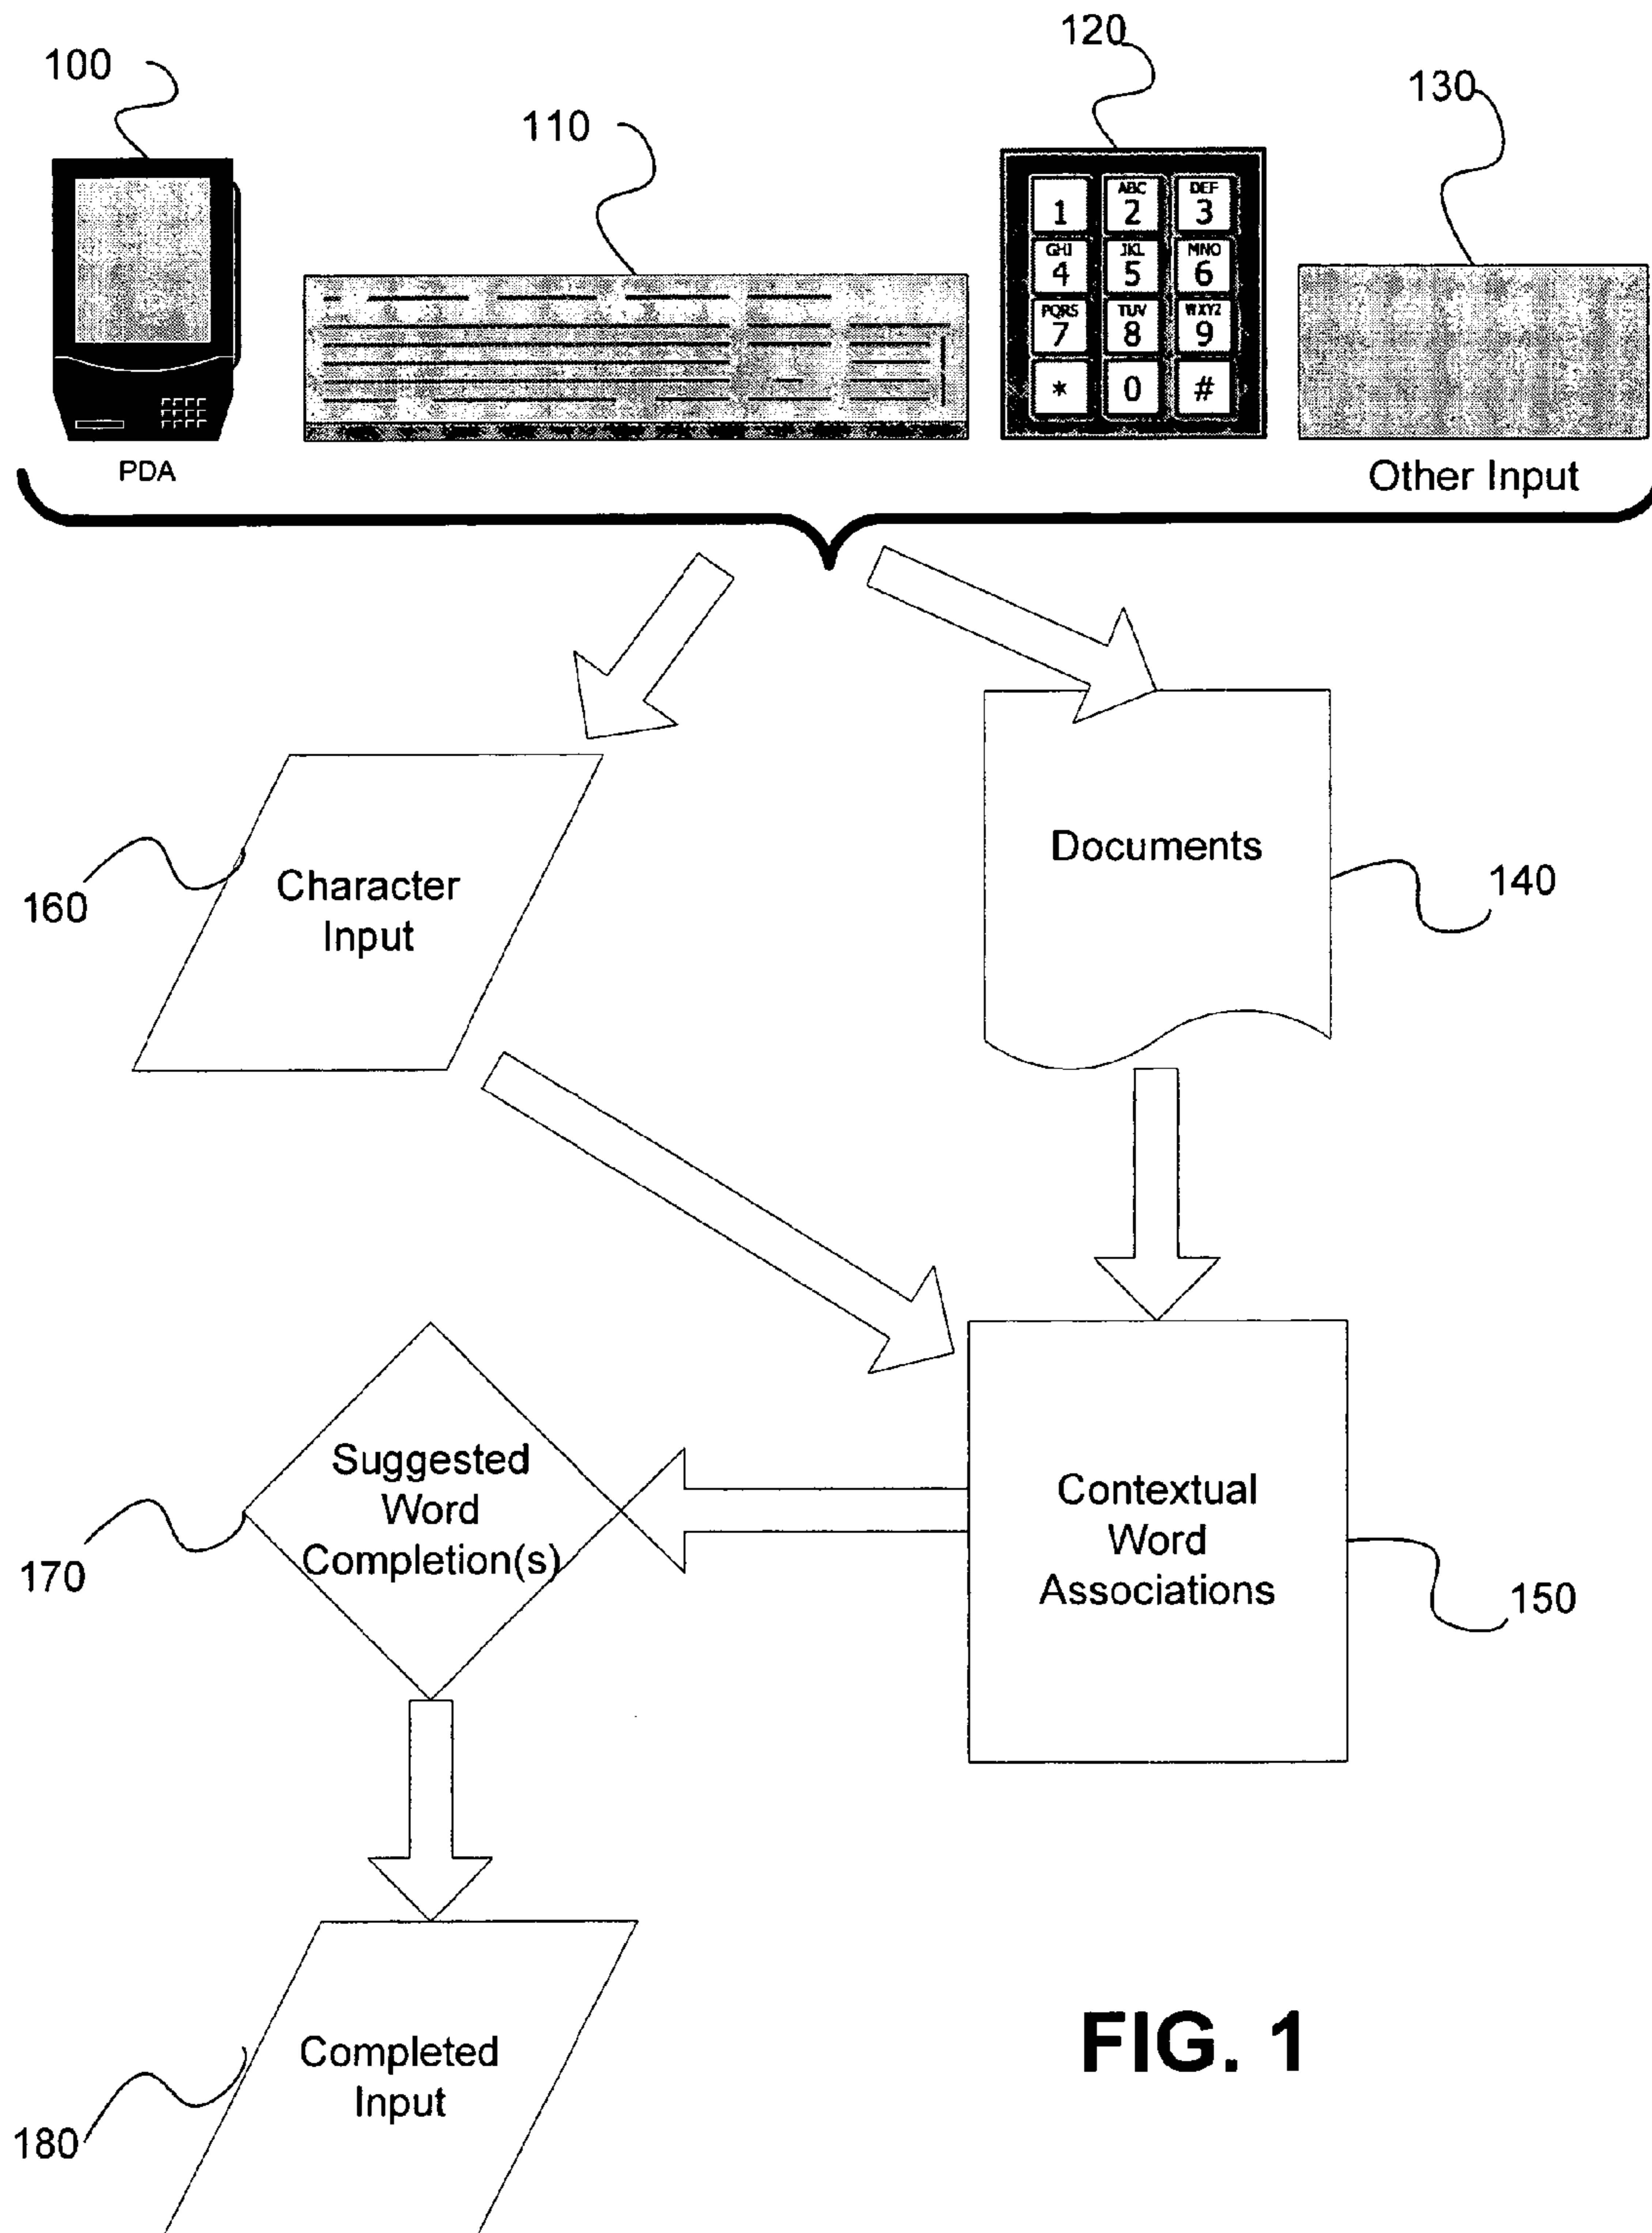 100
110
120
130
1
ABC
2
DEF
3
GHI
4
JKL
5
MNO
6
PQRS
7
TUV
8
WXYZ
9
*
0
#
PDA
Other Input
Character
Input
160
Documents
140
Suggested
Word
Completion(s)
170
Contextual
Word
Associations
150
Completed
Input
180
FIG. 1